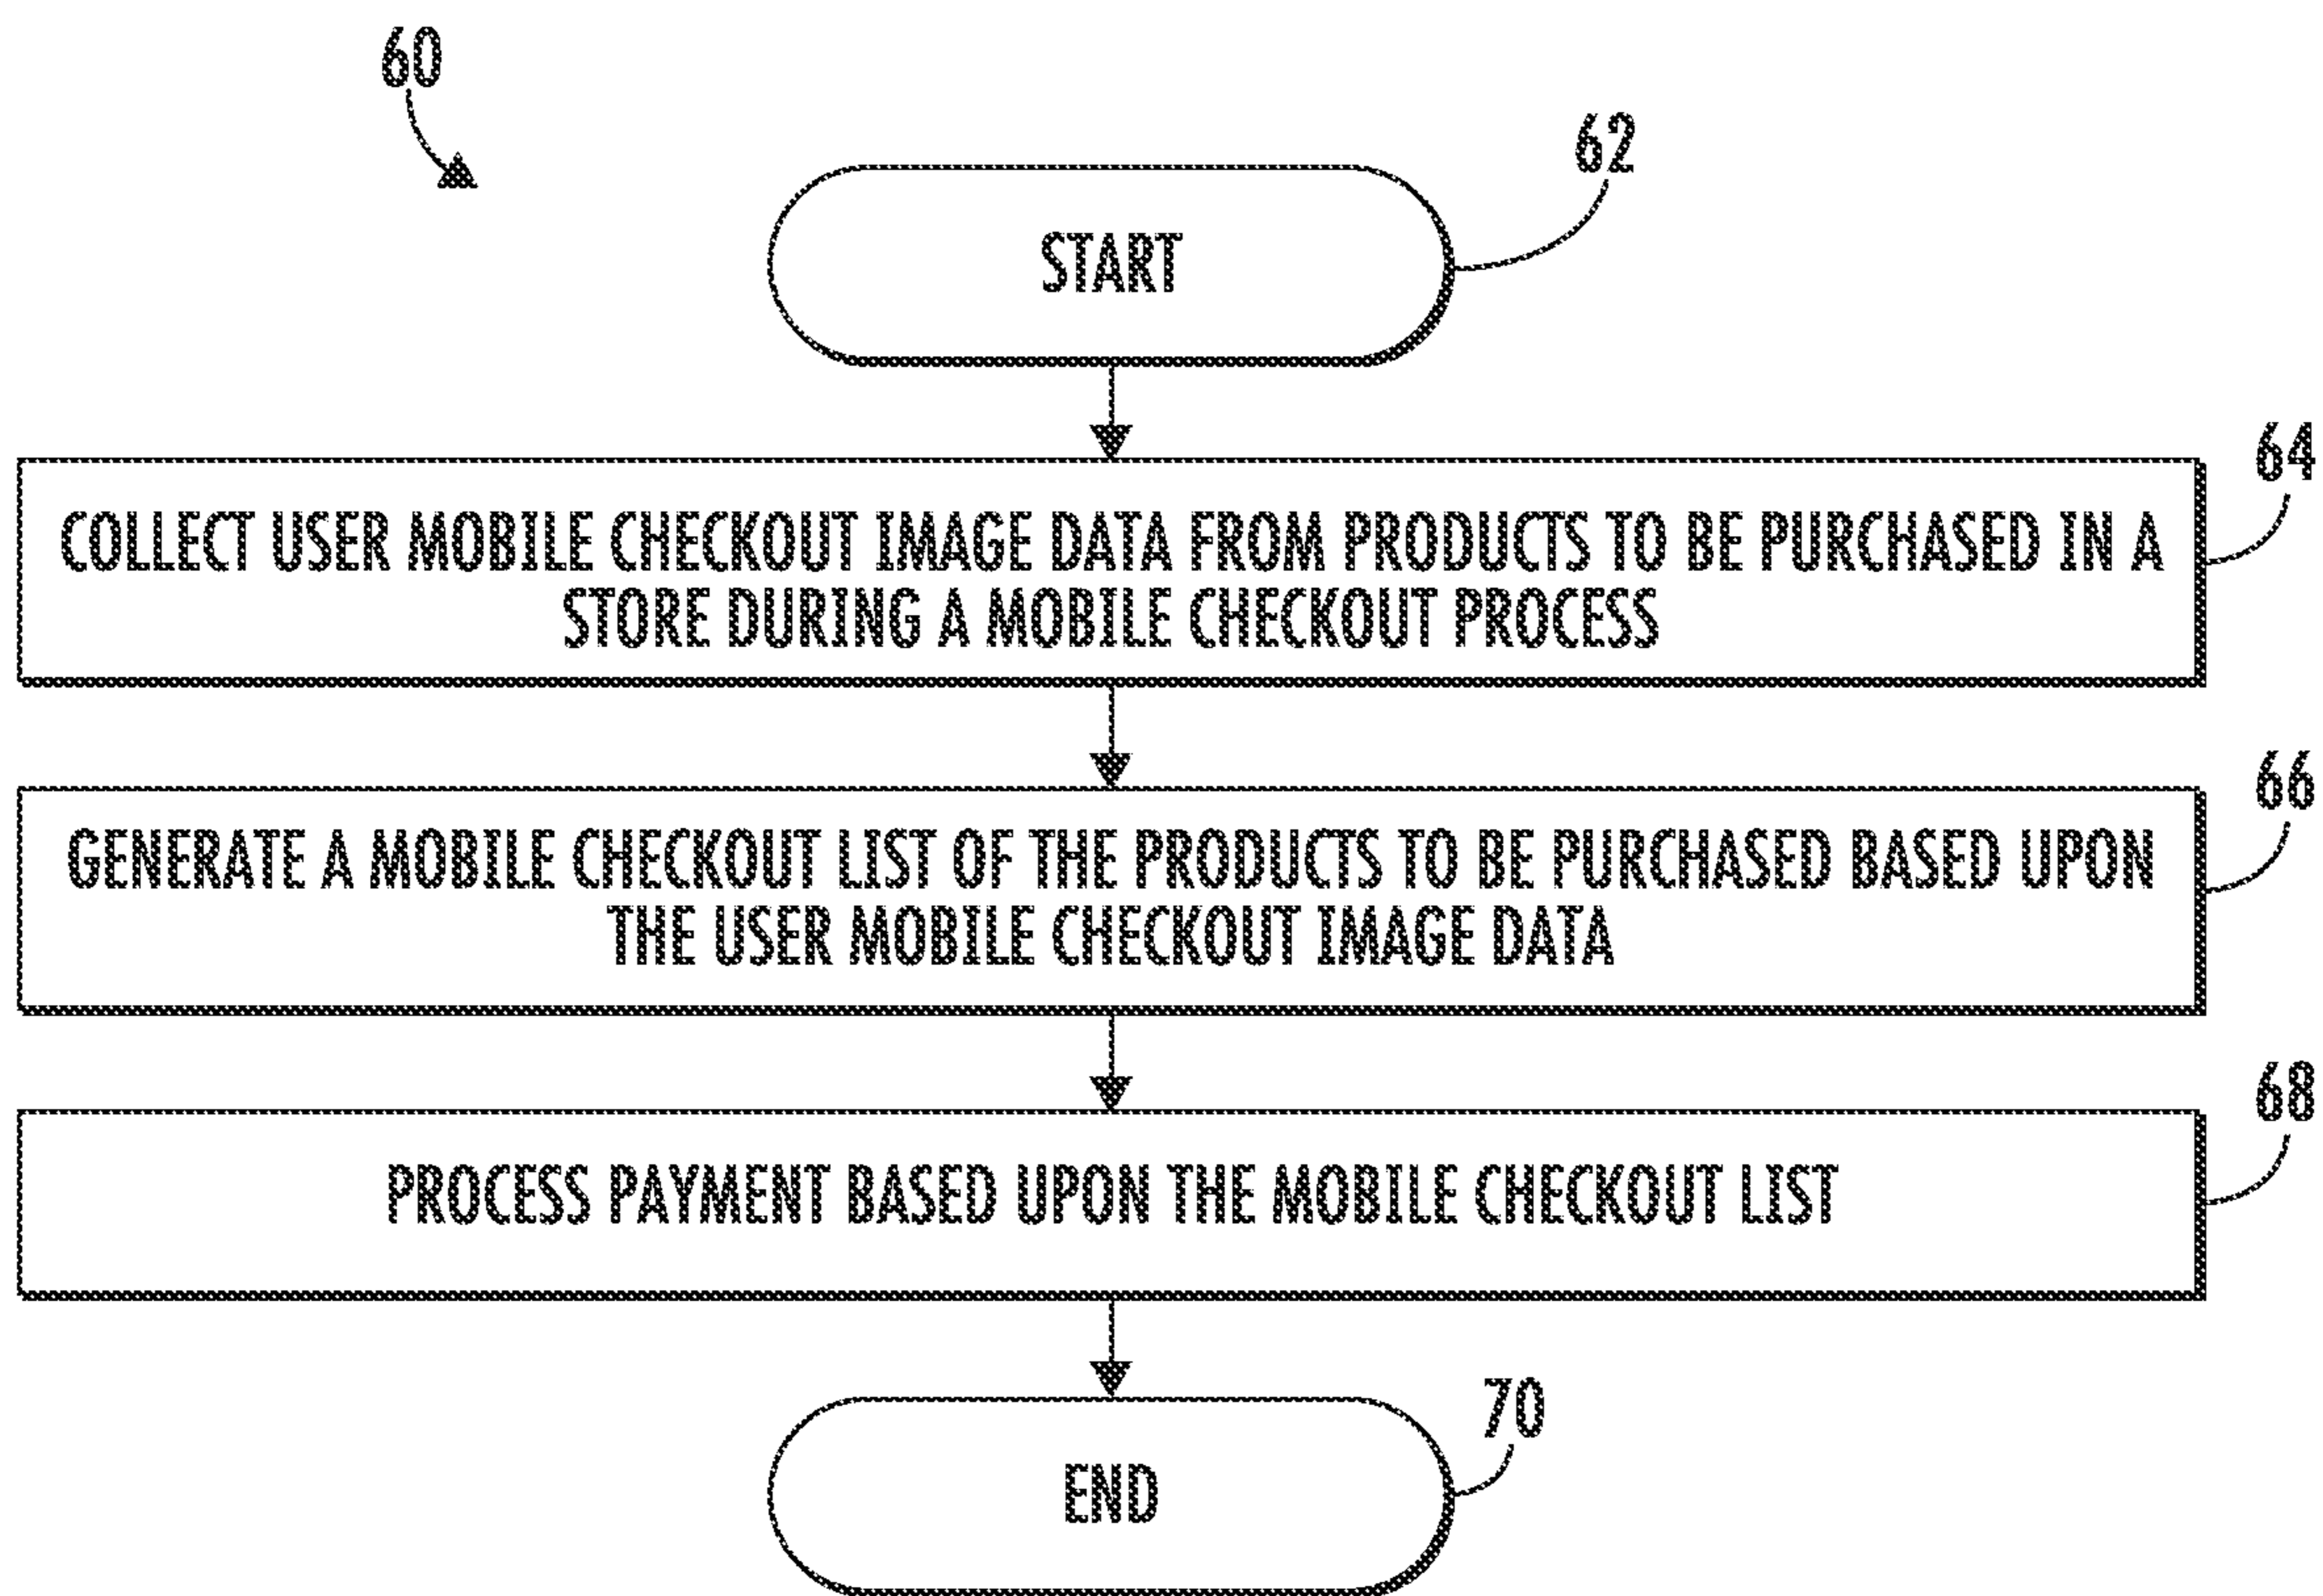 60
62
START
64
COLLECT USER MOBILE CHECKOUT IMAGE DATA FROM PRODUCTS TO BE PURCHASED IN A
STORE DURING A MOBILE CHECKOUT PROCESS
66
GENERATE A MOBILE CHECKOUT LIST OF THE PRODUCTS TO BE PURCHASED BASED UPON
THE USER MOBILE CHECKOUT IMAGE DATA
68
PROCESS PAYMENT BASED UPON THE MOBILE CHECKOUT LIST
70
END